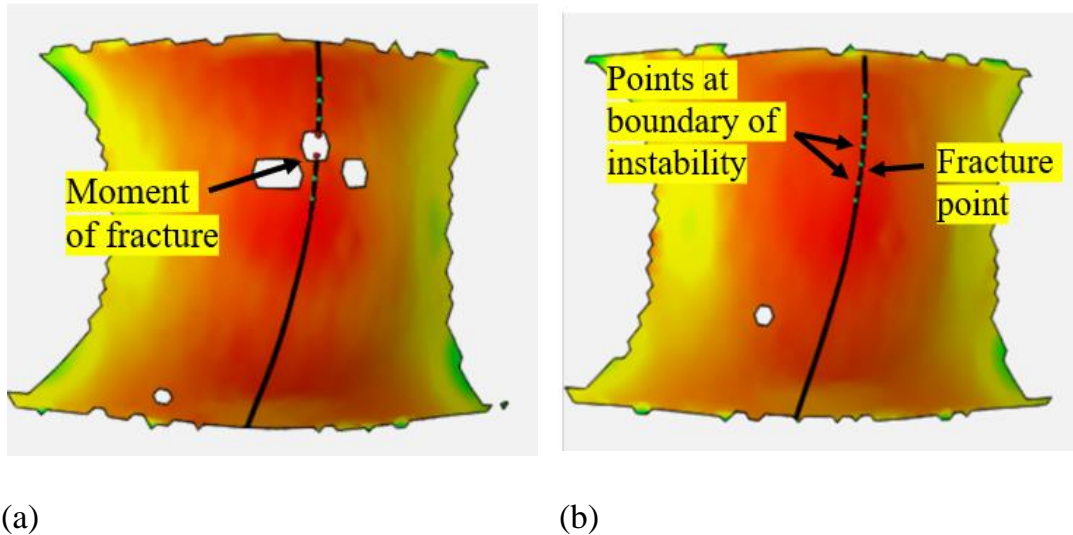 Moment
of fracture
Points at
boundary of
instability
Fracture
point
(a)
(b)